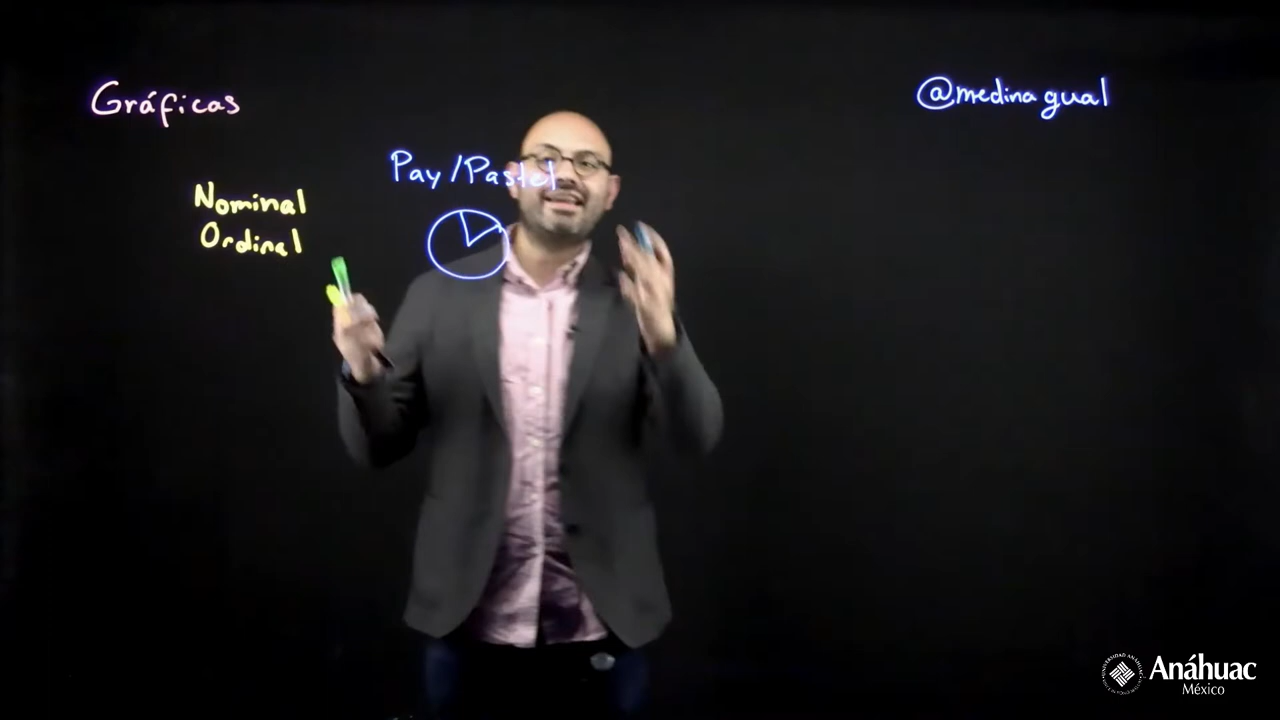 Gráficas
@medinagual
Pay/Pastel
Nominal
Ordinal
Anáhuac
México